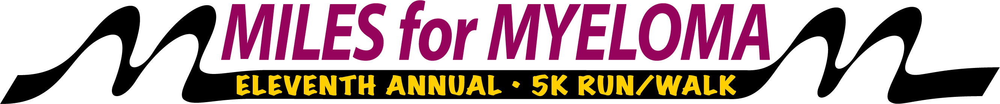 MILES for MYELOMA
ELEVENTH ANNUAL • 5K RUN/WALK